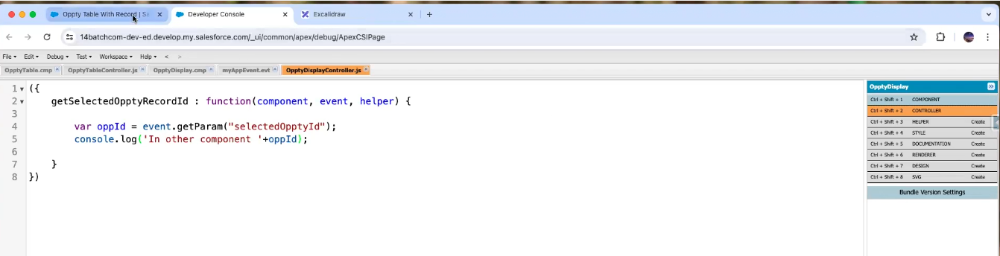 Oppty Table With Record | Sa
Developer Console
Excalidraw
14batchcom-dev-ed.develop.my.salesforce.com/_ui/common/apex/debug/ApexCSIPage
File Edit Debug Test Workspace Help < >
OpptyTable.cmp OpptyTableController.js OpptyDisplay.cmp myAppEvent.evt OpptyDisplayController.js
1 ({
2 getSelectedOpptyRecordId : function(component, event, helper) {
3
4 var oppId = event.getParam("selectedOpptyId");
5 console.log('In other component '+oppId);
6
7 }
8 })
OpptyDisplay
Ctrl + Shift + 1 COMPONENT
Ctrl + Shift + 2 CONTROLLER
Ctrl + Shift + 3 HELPER Create
Ctrl + Shift + 4 STYLE Create
Ctrl + Shift + 5 DOCUMENTATION Create
Ctrl + Shift + 6 RENDERER Create
Ctrl + Shift + 7 DESIGN Create
Ctrl + Shift + 8 SVG Create
Bundle Version Settings